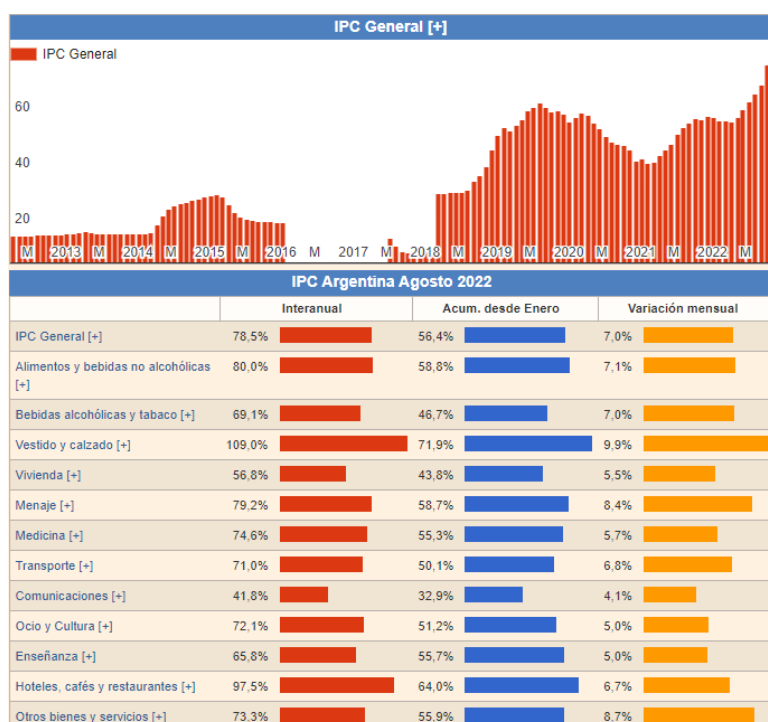 IPC General [+]
IPC General
60
40
20
M 2013 M 2014 M 2015 M 2016 M 2017 M 2018 M 2019 M 2020 M 2021 M 2022 M
IPC Argentina Agosto 2022
Interanual Acum. desde Enero Variación mensual
IPC General [+] 78,5% 56,4% 7,0%
Alimentos y bebidas no alcohólicas 80,0% 58,8% 7,1%
[+]
Bebidas alcohólicas y tabaco [+] 69,1% 46,7% 7,0%
Vestido y calzado [+] 109,0% 71,9% 9,9%
Vivienda [+] 56,8% 43,8% 5,5%
Menaje [+] 79,2% 58,7% 8,4%
Medicina [+] 74,6% 55,3% 5,7%
Transporte [+] 71,0% 50,1% 6,8%
Comunicaciones [+] 41,8% 32,9% 4,1%
Ocio y Cultura [+] 72,1% 51,2% 5,0%
Enseñanza [+] 65,8% 55,7% 5,0%
Hoteles, cafés y restaurantes [+] 97,5% 64,0% 6,7%
Otros bienes y servicios [+] 73,3% 55,9% 8,7%